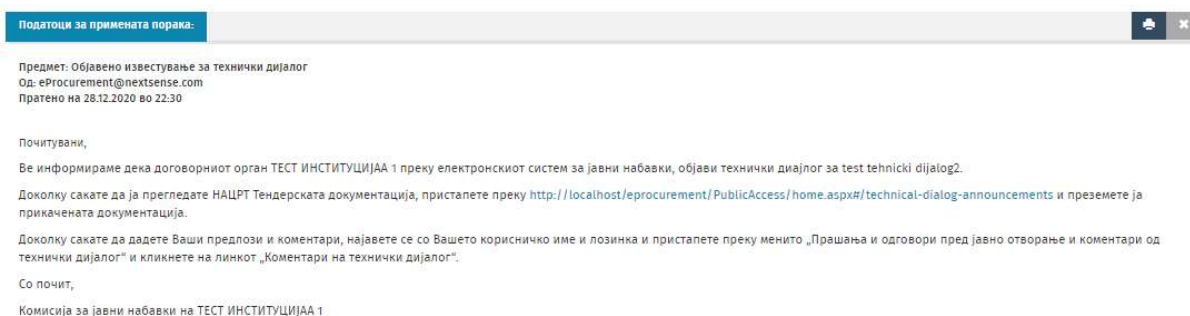 Податоци за примената порака:
Предмет: Објавено известување за технички дијалог
Од: eProcurement@nextsense.com
Пратено на 28.12.2020 во 22:30
Почитувани,
Ве информираме дека договорниот орган ТЕСТ ИНСТИТУЦИЈАА 1 преку електронскиот систем за јавни набавки, објави технички диајлог за test tehnicki dijalog2.
Доколку сакате да ја прегледате НАЦРТ Тендерската документација, пристапете преку http://localhost/eprocurement/PublicAccess/home.aspx#/technical-dialog-announcements и преземете ја
прикачената документација.
Доколку сакате да дадете Ваши предлози и коментари, најавете се со Вашето корисничко име и лозинка и пристапете преку менито „Прашања и одговори пред јавно отворање и коментари од
технички дијалог“ и кликнете на линкот „Коментари на технички дијалог“.
Со почит,
Комисија за јавни набавки на ТЕСТ ИНСТИТУЦИЈАА 1